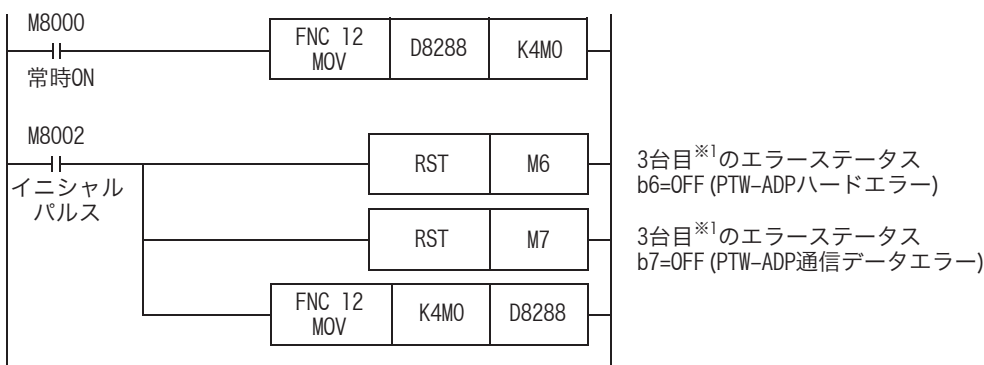 M8000
常時ON
FNC 12
MOV
D8288
K4M0
M8002
イニシャル
パルス
RST
M6
3台目※1のエラーステータス
b6=OFF (PTW-ADPハードエラー)
RST
M7
3台目※1のエラーステータス
b7=OFF (PTW-ADP通信データエラー)
FNC 12
MOV
K4M0
D8288